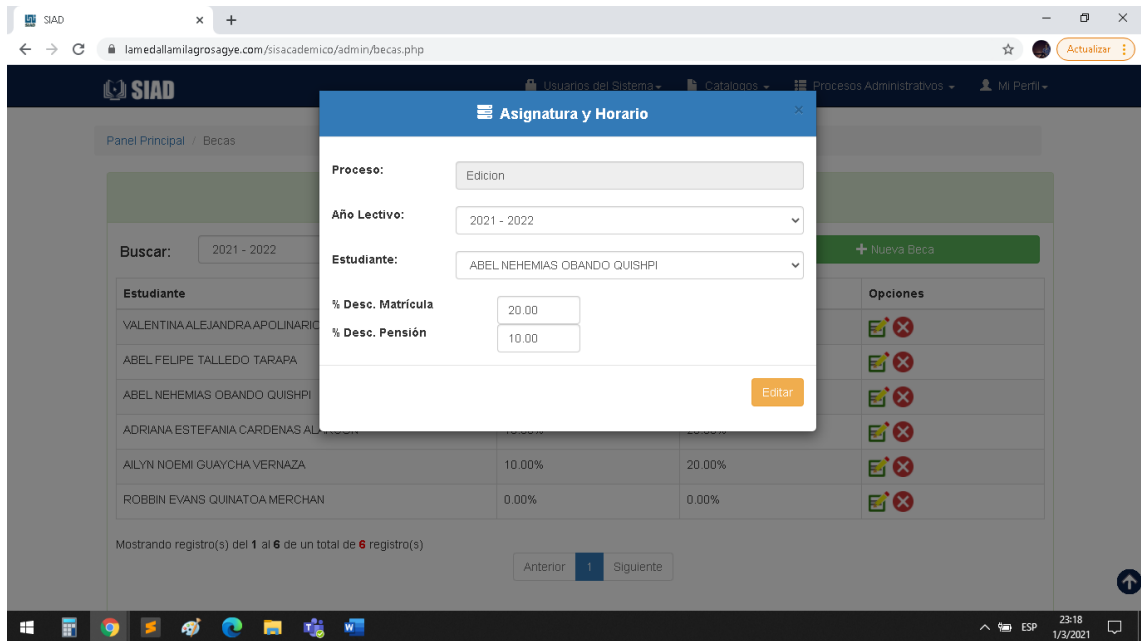 SIAD
lamedallamilagrosagye.com/sisacademico/admin/becas.php
Actualizar
SIAD
Usuarios del Sistema
Catalogos
Procesos Administrativos
Mi Perfil
Asignatura y Horario
Panel Principal / Becas
Proceso:
Edicion
Año Lectivo:
2021 - 2022
Buscar:
2021 - 2022
Nueva Beca
Estudiante:
ABEL NEHEMIAS OBANDO QUISHPI
Estudiante
Opciones
% Desc. Matrícula
20.00
VALENTINA ALEJANDRA APOLINARIO
% Desc. Pensión
10.00
ABEL FELIPE TALLEDO TARAPA
ABEL NEHEMIAS OBANDO QUISHPI
Editar
ADRIANA ESTEFANIA CARDENAS
AILYN NOEMI GUAYCHA VERNAZA
10.00%
20.00%
ROBBIN EVANS QUINATOA MERCHAN
0.00%
0.00%
Mostrando registro(s) del 1 al 6 de un total de 6 registro(s)
Anterior
1
Siguiente
ESP
23:18
1/3/2021